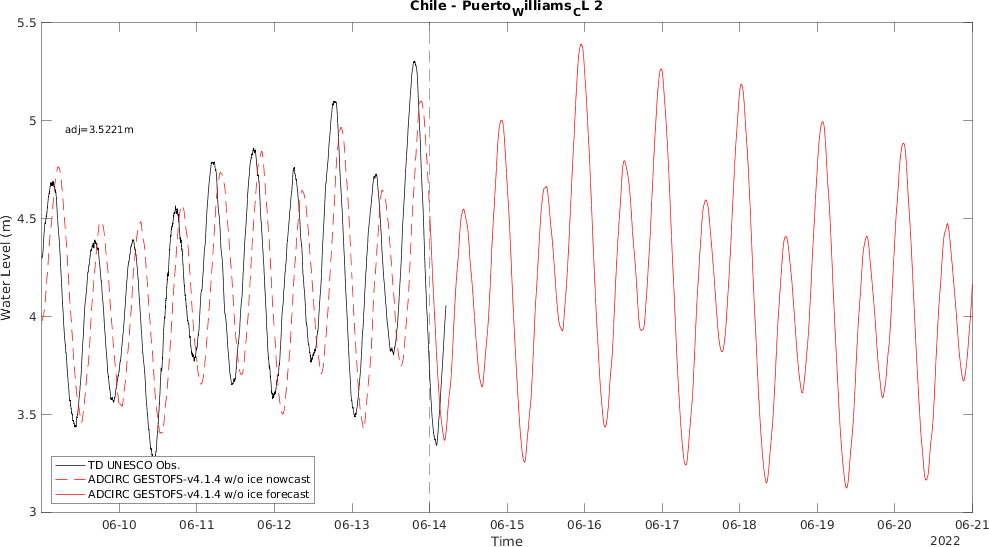 Chile - Puerto_Williams_CL 2
5.5
5
4.5
4
3.5
3
Water Level (m)
adj=3.5221m
TD UNESCO Obs.
ADCIRC GESTOFS-v4.1.4 w/o ice nowcast
ADCIRC GESTOFS-v4.1.4 w/o ice forecast
06-10 06-11 06-12 06-13 06-14 06-15 06-16 06-17 06-18 06-19 06-20 06-21
Time
2022